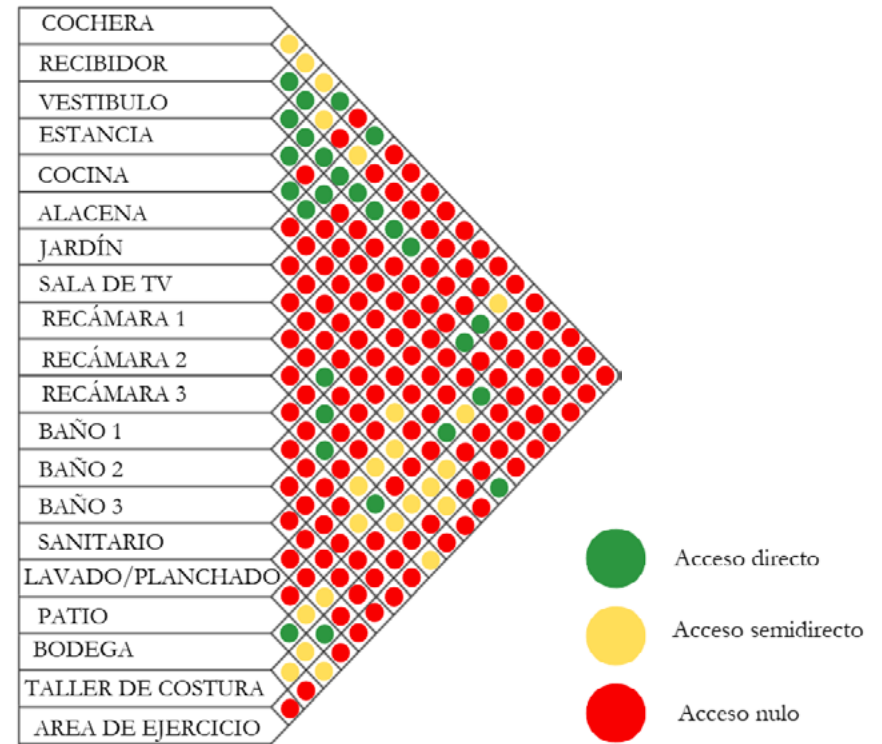 COCHERA
RECIBIDOR
VESTIBULO
ESTANCIA
COCINA
ALACENA
JARDÍN
SALA DE TV
RECÁMARA 1
RECÁMARA 2
RECÁMARA 3
BAÑO 1
BAÑO 2
BAÑO 3
SANITARIO
LAVADO/PLANCHADO
PATIO
BODEGA
TALLER DE COSTURA
AREA DE EJERCICIO
Acceso directo
Acceso semidirecto
Acceso nulo